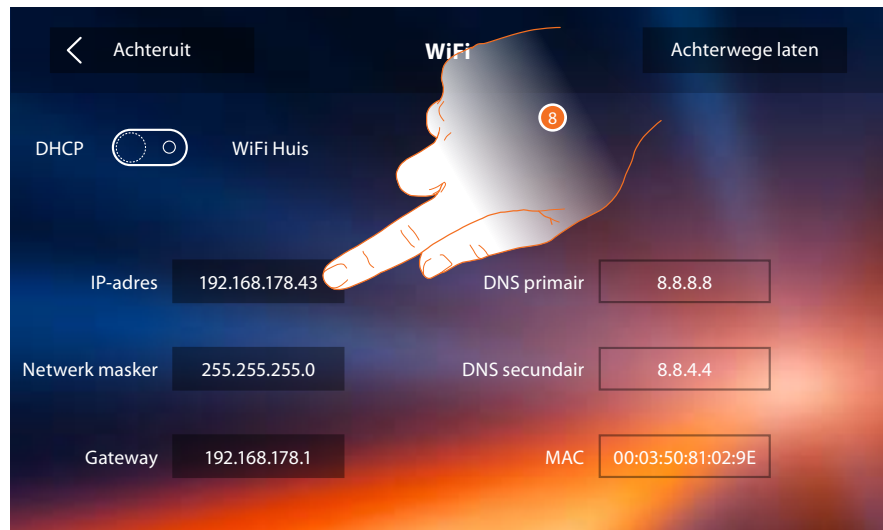 Achteruit
WiFi
Achterwege laten
8
DHCP
WiFi Huis
IP-adres 192.168.178.43
DNS primair 8.8.8.8
Netwerk masker 255.255.255.0
DNS secundair 8.8.4.4
Gateway 192.168.178.1
MAC 00:03:50:81:02:9E